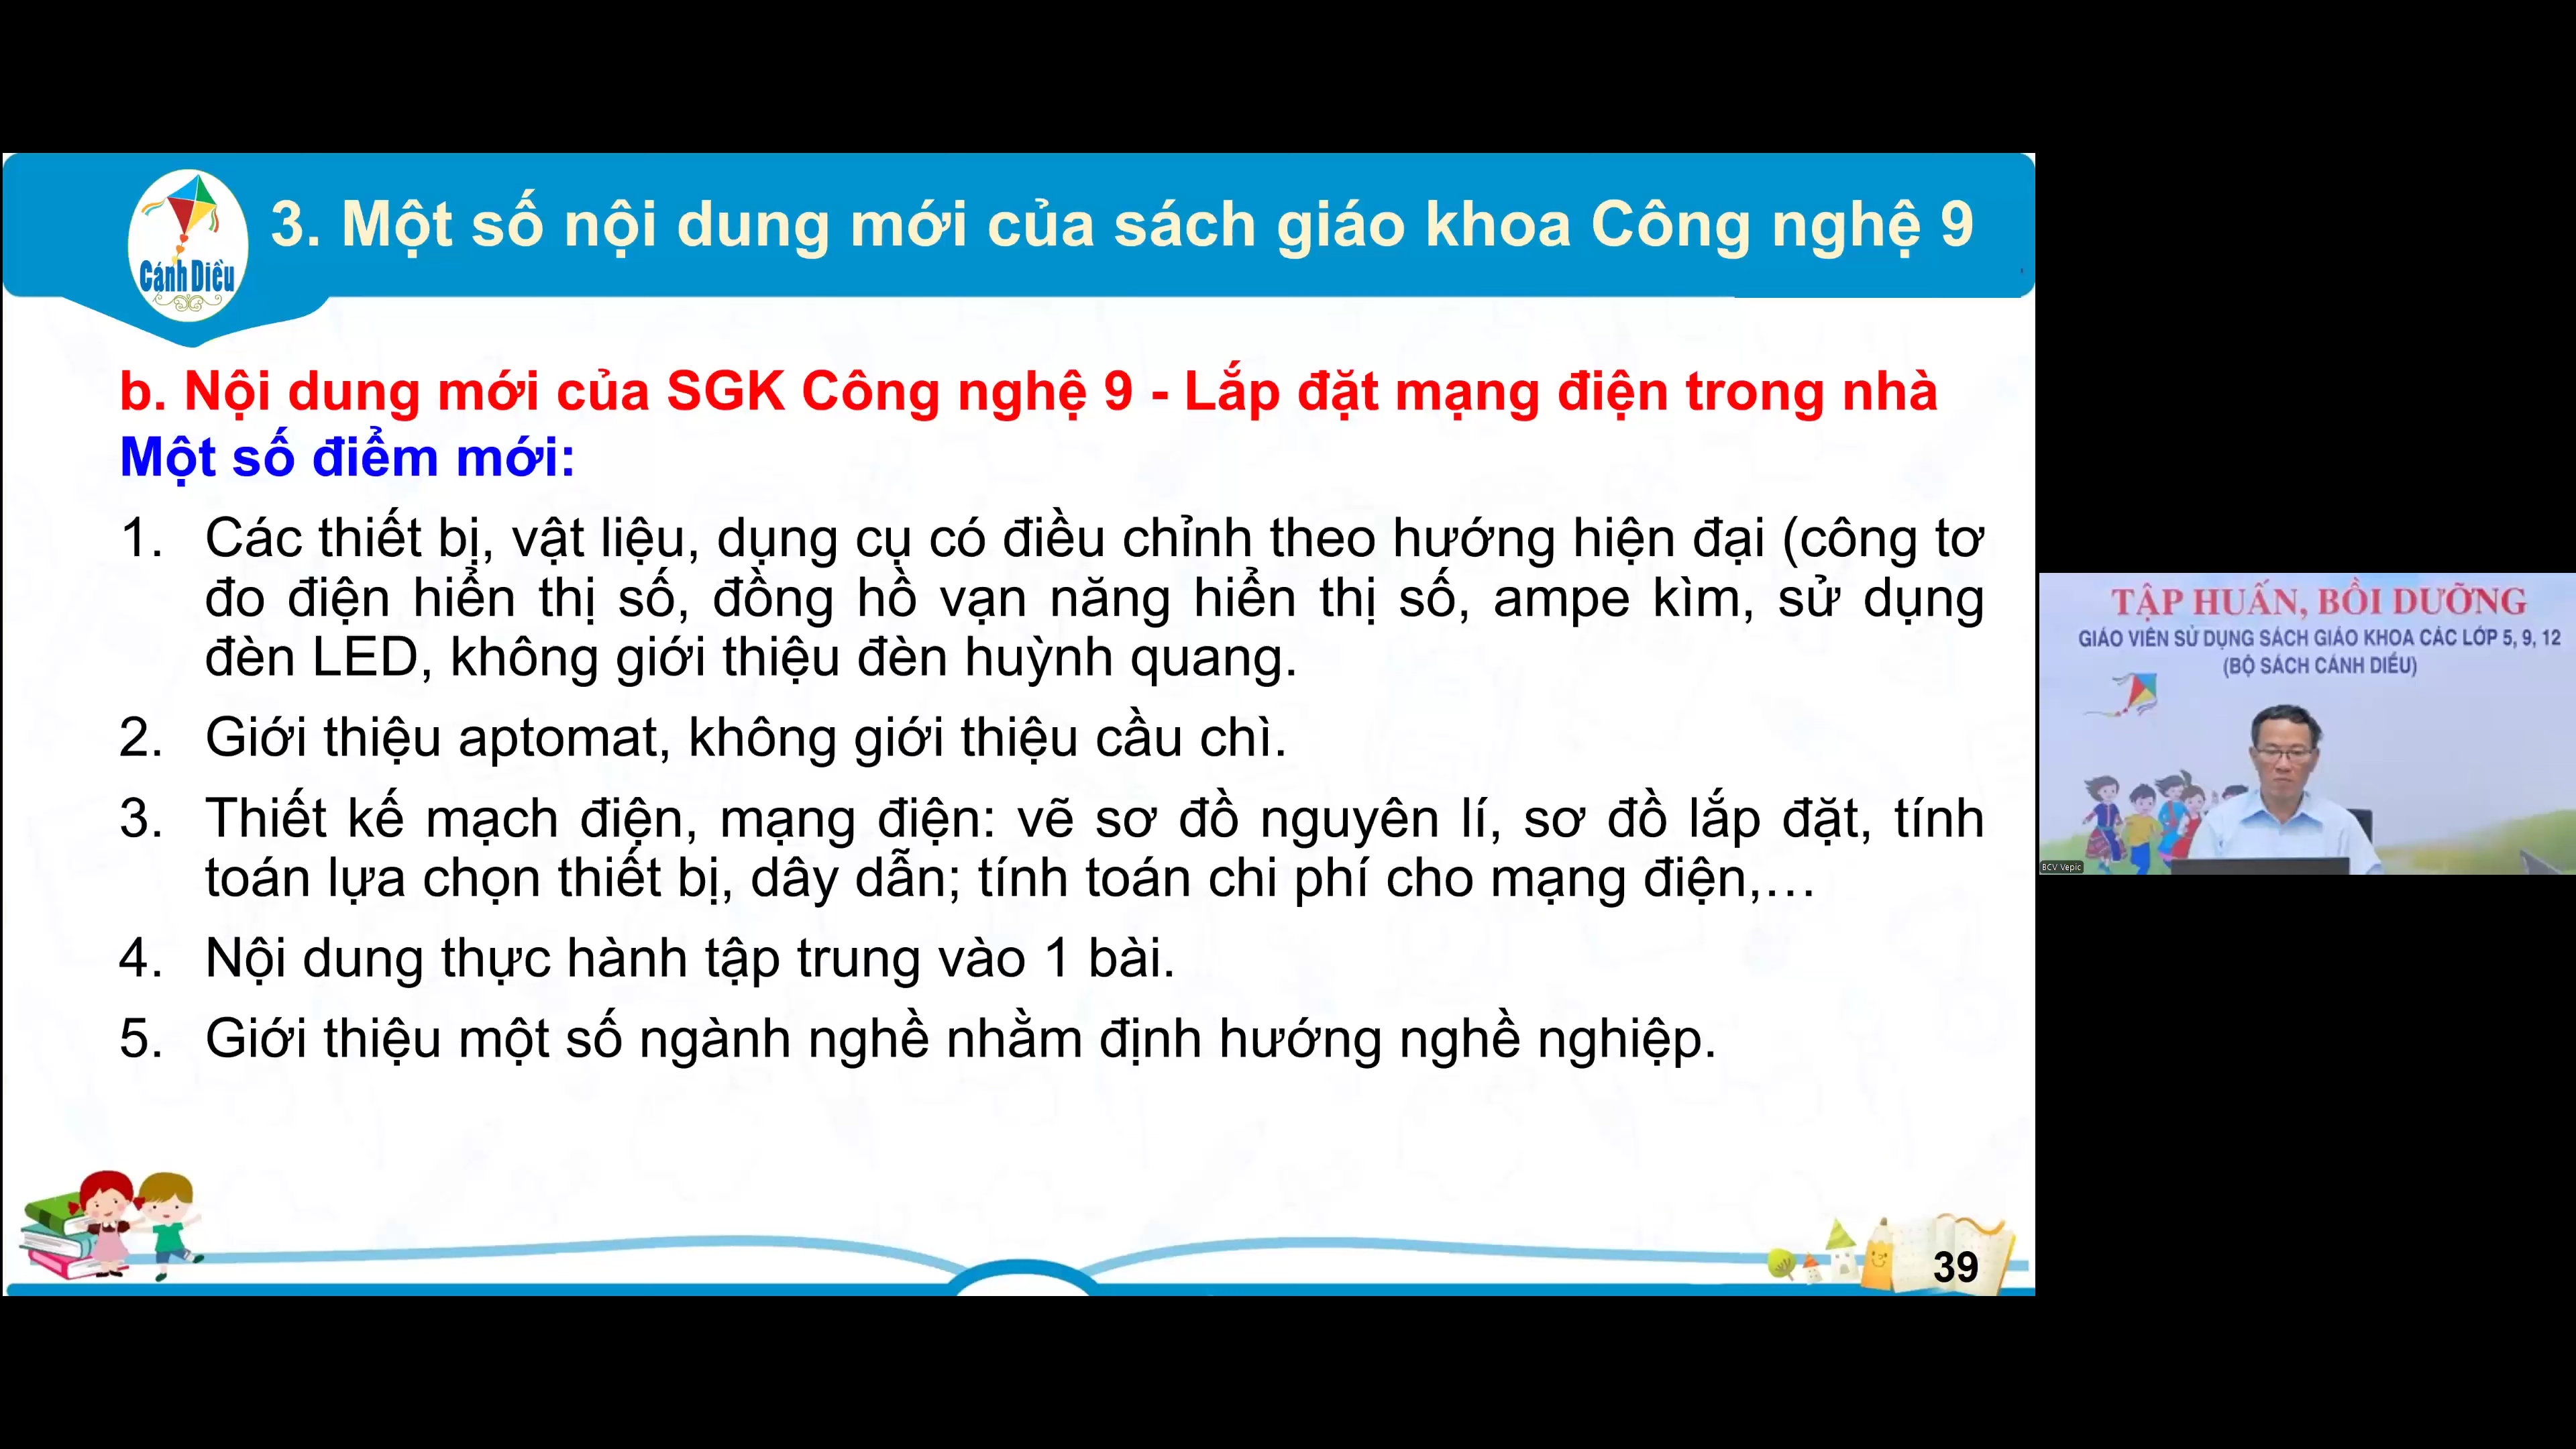 Cánh Diều
3. Một số nội dung mới của sách giáo khoa Công nghệ 9
b. Nội dung mới của SGK Công nghệ 9 - Lắp đặt mạng điện trong nhà
Một số điểm mới:
1. Các thiết bị, vật liệu, dụng cụ có điều chỉnh theo hướng hiện đại (công tơ
đo điện hiển thị số, đồng hồ vạn năng hiển thị số, ampe kìm, sử dụng
đèn LED, không giới thiệu đèn huỳnh quang.
2. Giới thiệu aptomat, không giới thiệu cầu chì.
3. Thiết kế mạch điện, mạng điện: vẽ sơ đồ nguyên lí, sơ đồ lắp đặt, tính
toán lựa chọn thiết bị, dây dẫn; tính toán chi phí cho mạng điện,…
4. Nội dung thực hành tập trung vào 1 bài.
5. Giới thiệu một số ngành nghề nhằm định hướng nghề nghiệp.
39
TẬP HUẤN, BỒI DƯỠNG
GIÁO VIÊN SỬ DỤNG SÁCH GIÁO KHOA CÁC LỚP 5, 9, 12
(BỘ SÁCH CÁNH DIỀU)
BCV Vepic